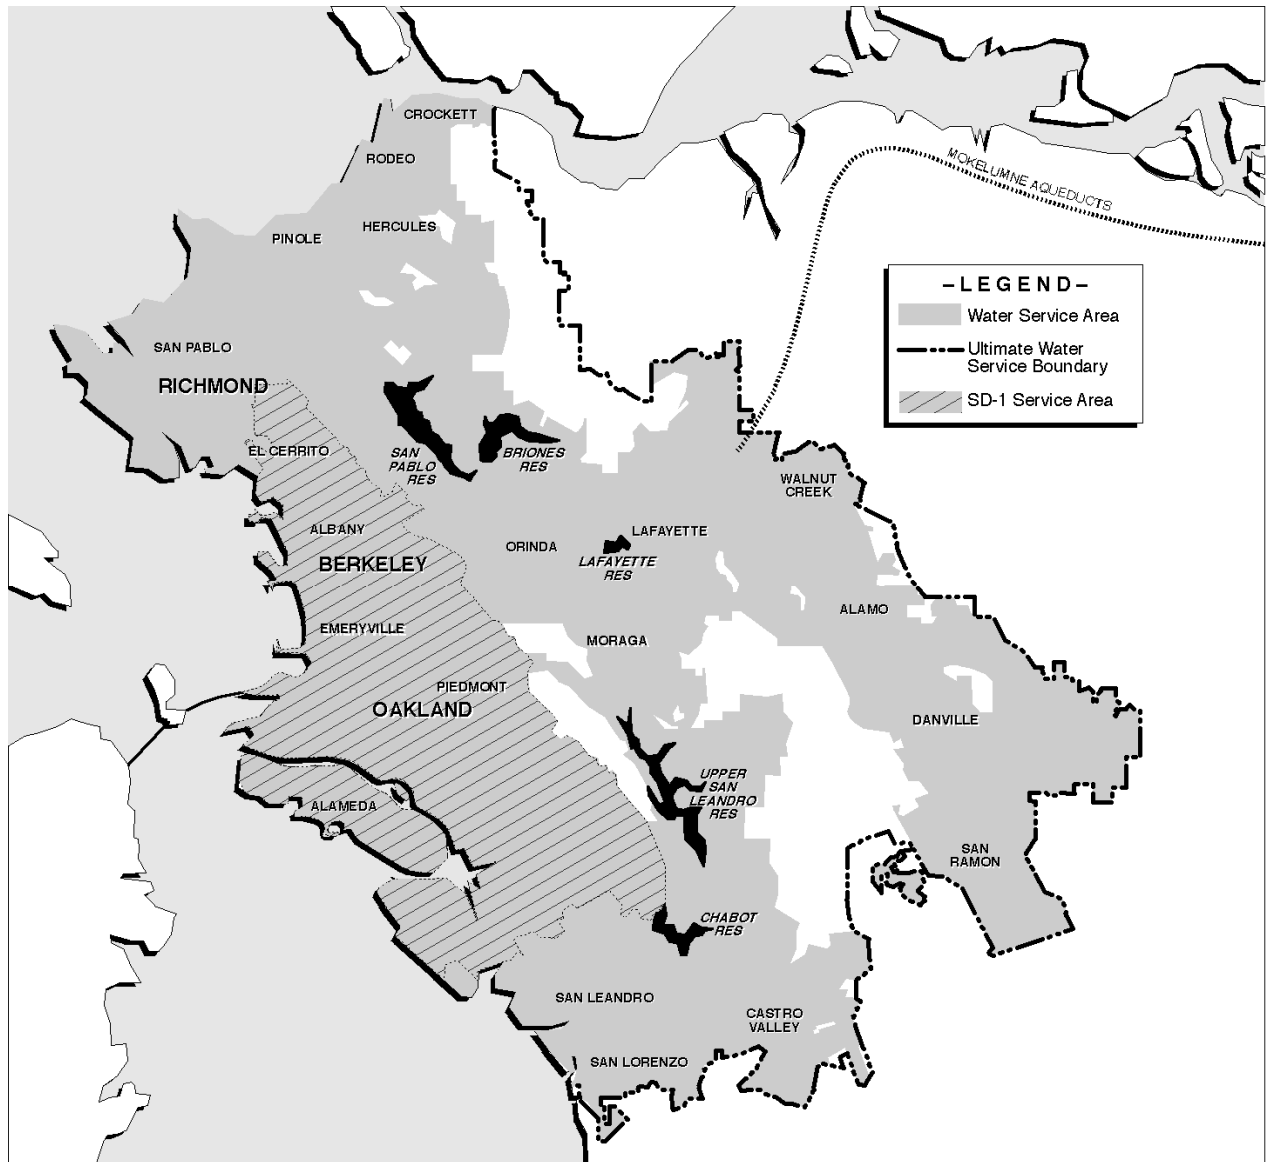 CROCKETT
RODEO
HERCULES
PINOLE
MOKELUMNE AQUEDUCTS
– L E G E N D –
Water Service Area
Ultimate Water
Service Boundary
SD-1 Service Area
SAN PABLO
RICHMOND
EL CERRITO
SAN
PABLO
RES
BRIONES
RES
WALNUT
CREEK
ALBANY
BERKELEY
ORINDA
LAFAYETTE
LAFAYETTE
RES
ALAMO
EMERYVILLE
MORAGA
PIEDMONT
OAKLAND
DANVILLE
UPPER
SAN
LEANDRO
RES
ALAMEDA
SAN
RAMON
CHABOT
RES
SAN LEANDRO
CASTRO
VALLEY
SAN LORENZO